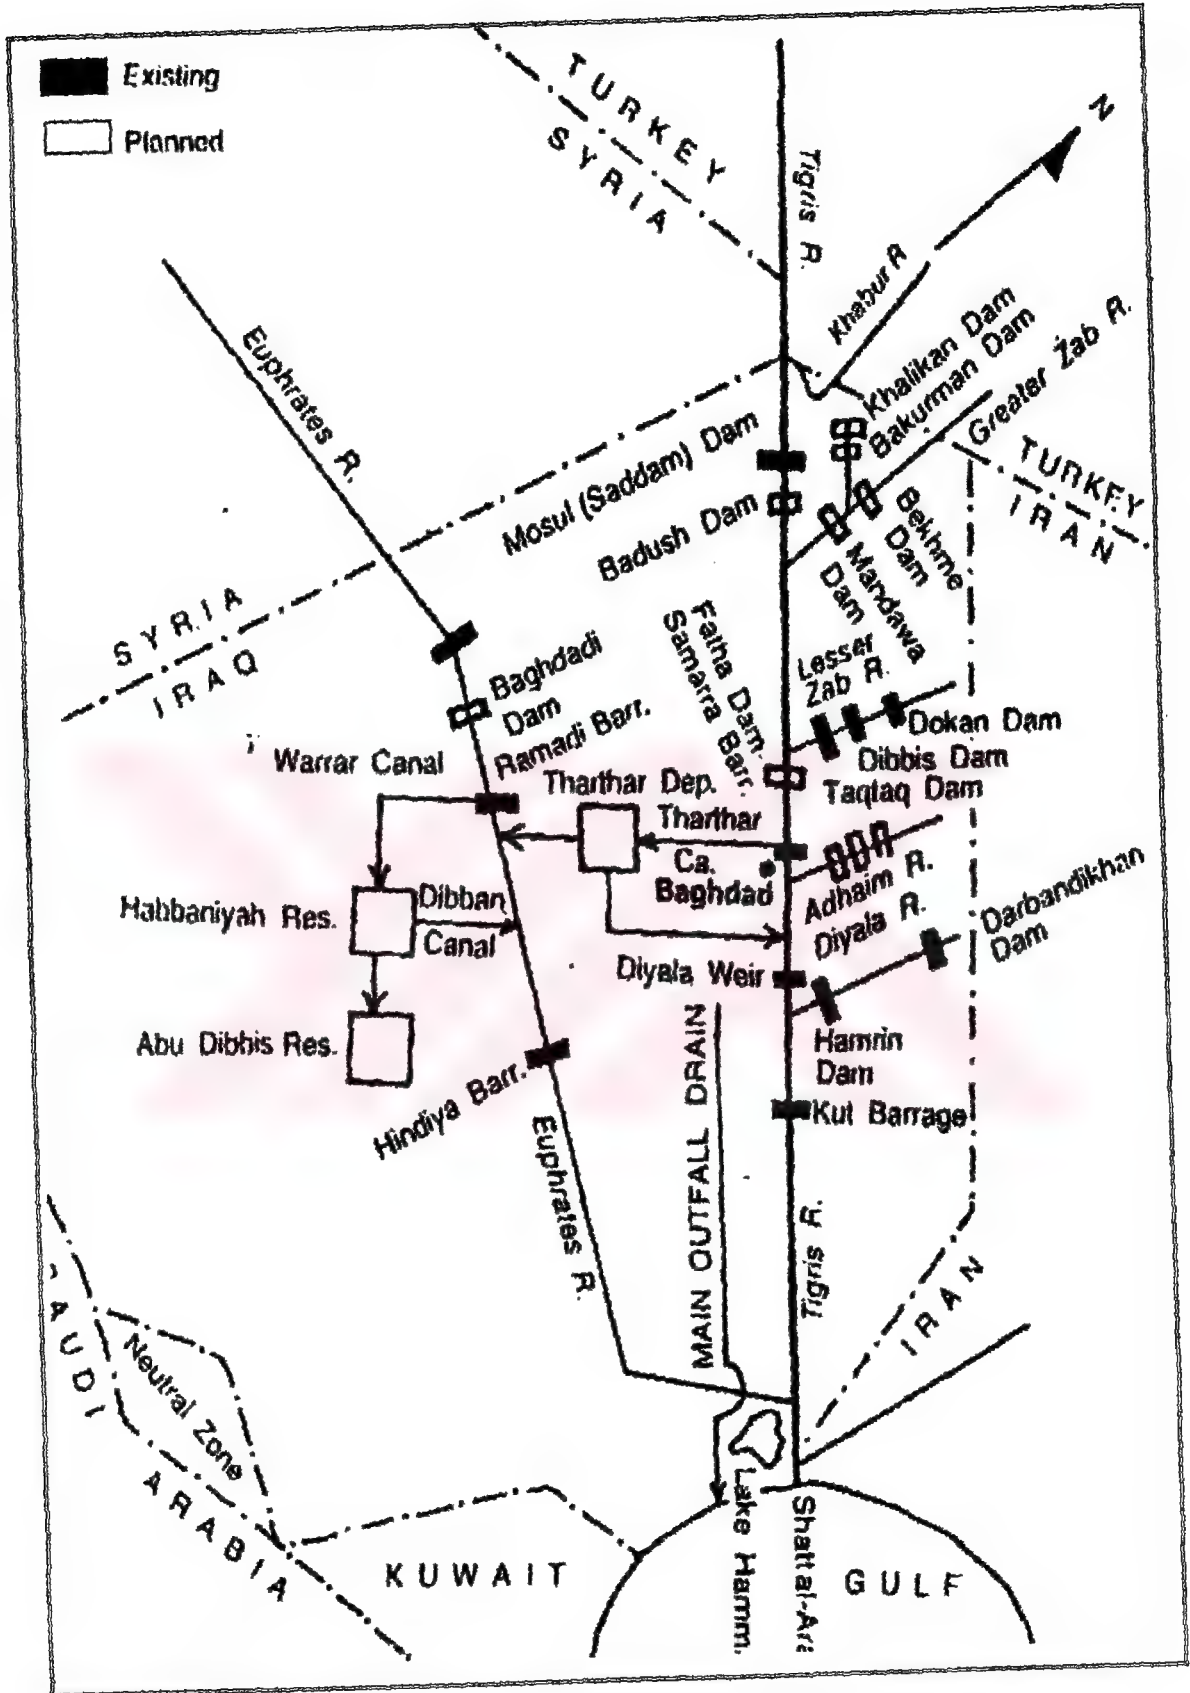 Existing
Planned
TURKEY
SYRIA
Tigris R.
N
Khabur R
Euphrates R.
Khalikan Dam
Bakurman Dam
Greater Zab R.
TURKEY
IRAN
Mosul (Saddam) Dam
Badush Dam
Bekhme
Dam
Mandawa
Dam
SYRIA
IRAQ
Fatha Dam
Samarra Barr.
Lesser
Zab R.
Baghdadi
Dam
Ramadi Barr.
Dokan Dam
Dibbis Dam
Taqtaq Dam
Warrar Canal
Tharthar Dep.
Tharthar
Ca.
Baghdad
Adhaim R.
Diyala R.
Darbandikhan
Dam
Habbaniyah Res.
Dibban
Canal
Diyala Weir
Abu Dibbis Res.
Hamrin
Dam
Hindiya Barr.
Kut Barrage
MAIN OUTFALL DRAIN
Euphrates R.
Tigris R.
IRAN
AUDI
ARABIA
Neutral Zone
KUWAIT
Lake Hamm.
Shattal-Ar
GULF